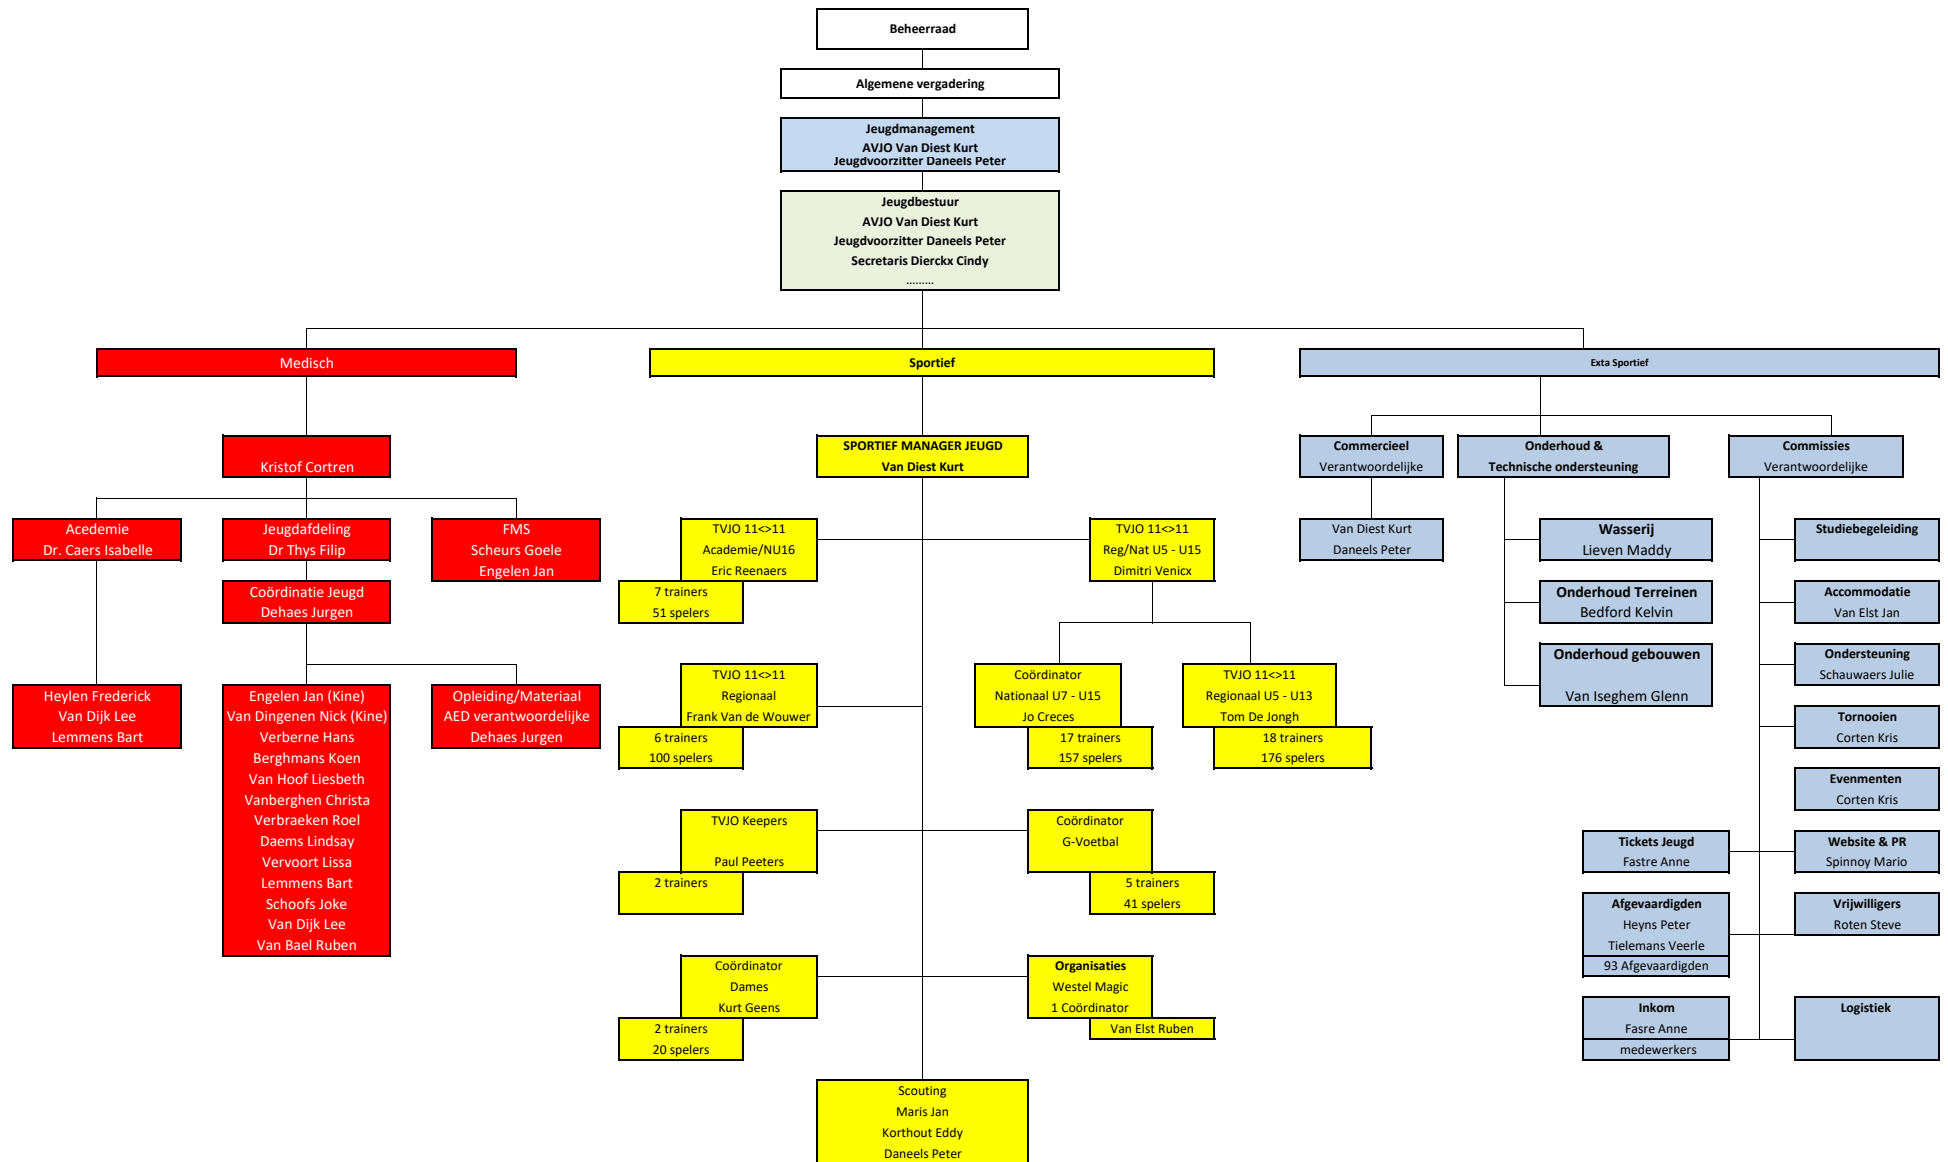 Beheerraad
Algemene vergadering
Jeugdmanagement
AVJO Van Diest Kurt
Jeugdvoorzitter Daneels Peter
Jeugdbestuur
AVJO Van Diest Kurt
Jeugdvoorzitter Daneels Peter
Secretaris Dierckx Cindy
.........
Medisch
Kristof Cortren
Acedemie
Dr. Caers Isabelle
Jeugdafdeling
Dr Thys Filip
FMS
Scheurs Goele
Engelen Jan
Coördinatie Jeugd
Dehaes Jurgen
Heylen Frederick
Van Dijk Lee
Lemmens Bart
Engelen Jan (Kine)
Van Dingenen Nick (Kine)
Verberne Hans
Berghmans Koen
Van Hoof Liesbeth
Vanberghen Christa
Verbraeken Roel
Daems Lindsay
Vervoort Lissa
Lemmens Bart
Schoofs Joke
Van Dijk Lee
Van Bael Ruben
Opleiding/Materiaal
AED verantwoordelijke
Dehaes Jurgen
Sportief
SPORTIEF MANAGER JEUGD
Van Diest Kurt
TVJO 11<>11
Academie/NU16
Eric Reenaers
7 trainers
51 spelers
TVJO 11<>11
Reg/Nat U5 - U15
Dimitri Venicx
TVJO 11<>11
Regionaal
Frank Van de Wouwer
6 trainers
100 spelers
Coördinator
Nationaal U7 - U15
Jo Creces
17 trainers
157 spelers
TVJO 11<>11
Regionaal U5 - U13
Tom De Jongh
18 trainers
176 spelers
TVJO Keepers
Paul Peeters
2 trainers
Coördinator
G-Voetbal
5 trainers
41 spelers
Coördinator
Dames
Kurt Geens
2 trainers
20 spelers
Organisaties
Westel Magic
1 Coördinator
Van Elst Ruben
Scouting
Maris Jan
Korthout Eddy
Daneels Peter
Exta Sportief
Commercieel
Verantwoordelijke
Van Diest Kurt
Daneels Peter
Onderhoud &
Technische ondersteuning
Wasserij
Lieven Maddy
Onderhoud Terreinen
Bedford Kelvin
Onderhoud gebouwen
Van Iseghem Glenn
Commissies
Verantwoordelijke
Studiebegeleiding
Accommodatie
Van Elst Jan
Ondersteuning
Schauwaers Julie
Tornooien
Corten Kris
Evenmenten
Corten Kris
Tickets Jeugd
Fastre Anne
Website & PR
Spinnoy Mario
Afgevaardigden
Heyns Peter
Tielemans Veerle
93 Afgevaardigden
Vrijwilligers
Roten Steve
Inkom
Fasre Anne
medewerkers
Logistiek